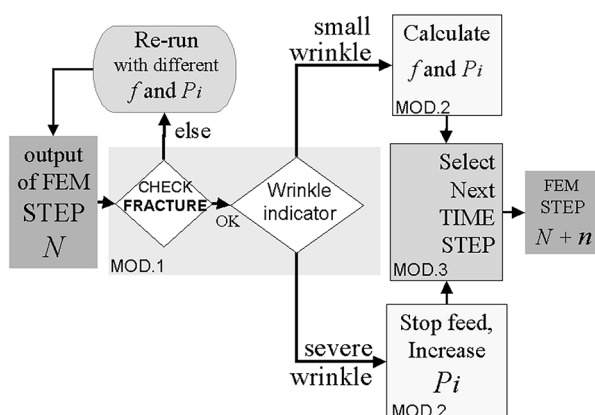 Re-run
with different
f and Pi
else
output
of FEM
STEP
N
CHECK
FRACTURE
OK
MOD.1
Wrinkle
indicator
small
wrinkle
Calculate
f and Pi
MOD.2
Select
Next
TIME
STEP
MOD.3
FEM
STEP
N + n
severe
wrinkle
Stop feed,
Increase
Pi
MOD.2